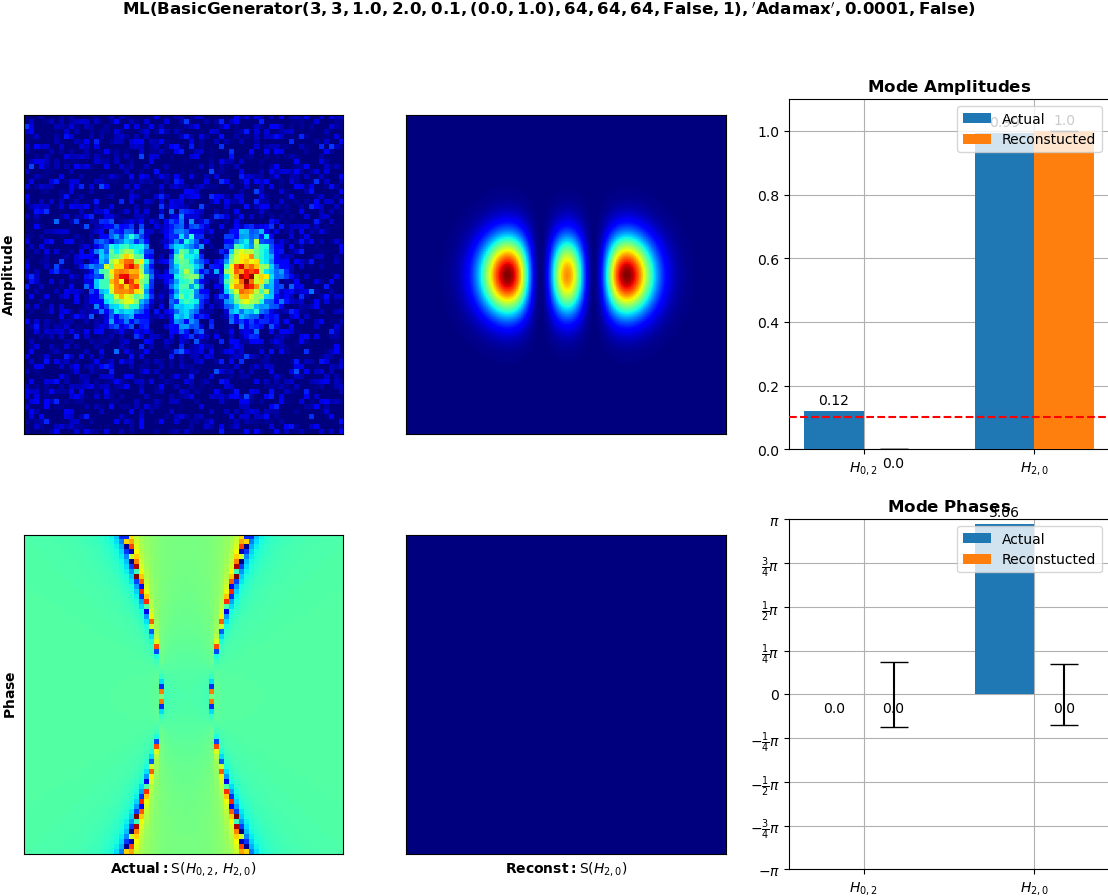 ML(BasicGenerator(3, 3, 1.0, 2.0, 0.1, (0.0, 1.0), 64, 64, 64, False, 1), ′Adamax′, 0.0001, False)
Amplitude
Mode Amplitudes
1.0
0.8
0.6
0.4
0.2
0.0
Actual
Reconstucted
1.0
0.12
0.0
H0, 2
H2, 0
Phase
Actual: S(H0, 2, H2, 0)
Reconst: S(H2, 0)
Mode Phases
3.06
Actual
Reconstucted
π
3/4π
1/2π
1/4π
0
−1/4π
−1/2π
−3/4π
−π
0.0
0.0
0.0
H0, 2
H2, 0